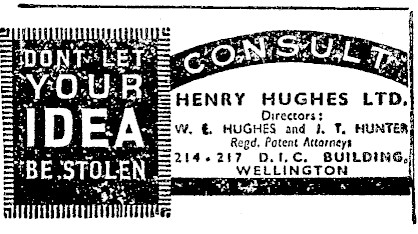 DONT LET
YOUR
IDEA
BE STOLEN
CONSULT
HENRY HUGHES LTD.
Directors:
W. E. HUGHES and J. T. HUNTER
Regd. Patent Attorneys
214-217 D.I.C. BUILDING,
WELLINGTON